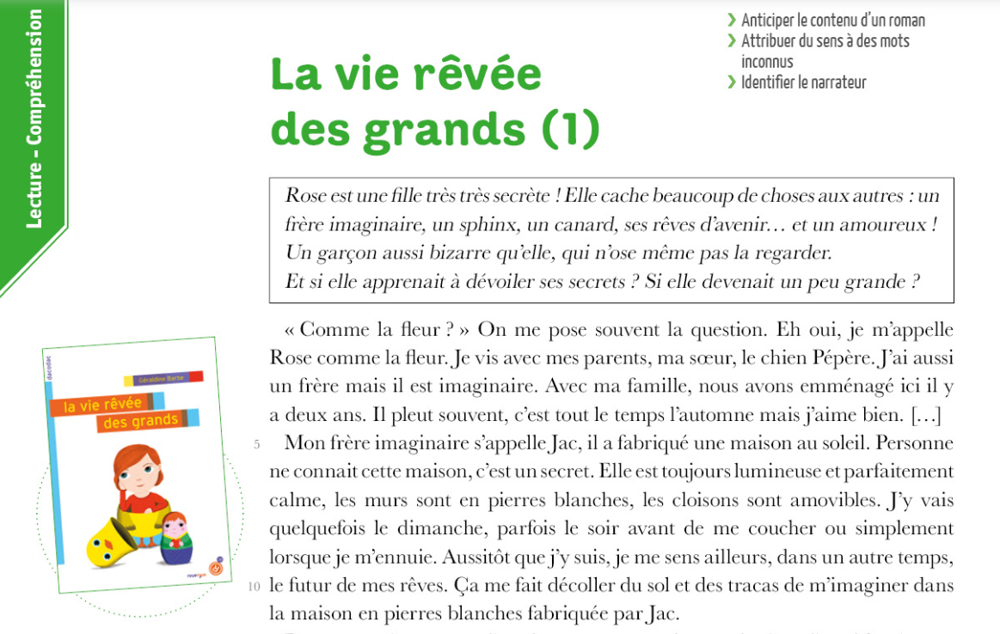 Lecture - Compréhension
› Anticiper le contenu d'un roman
› Attribuer du sens à des mots
inconnus
› Identifier le narrateur
La vie rêvée
des grands (1)
Rose est une fille très très secrète ! Elle cache beaucoup de choses aux autres : un
frère imaginaire, un sphinx, un canard, ses rêves d'avenir… et un amoureux !
Un garçon aussi bizarre qu'elle, qui n'ose même pas la regarder.
Et si elle apprenait à dévoiler ses secrets ? Si elle devenait un peu grande ?
« Comme la fleur ? » On me pose souvent la question. Eh oui, je m'appelle
Rose comme la fleur. Je vis avec mes parents, ma sœur, le chien Pépère. J'ai aussi
un frère mais il est imaginaire. Avec ma famille, nous avons emménagé ici il y
a deux ans. Il pleut souvent, c'est tout le temps l'automne mais j'aime bien. […]
5 Mon frère imaginaire s'appelle Jac, il a fabriqué une maison au soleil. Personne
ne connait cette maison, c'est un secret. Elle est toujours lumineuse et parfaitement
calme, les murs sont en pierres blanches, les cloisons sont amovibles. J'y vais
quelquefois le dimanche, parfois le soir avant de me coucher ou simplement
lorsque je m'ennuie. Aussitôt que j'y suis, je me sens ailleurs, dans un autre temps,
10 le futur de mes rêves. Ça me fait décoller du sol et des tracas de m'imaginer dans
la maison en pierres blanches fabriquée par Jac.
dacodac
Géraldine Barbe
la vie rêvée
des grands
rouergue